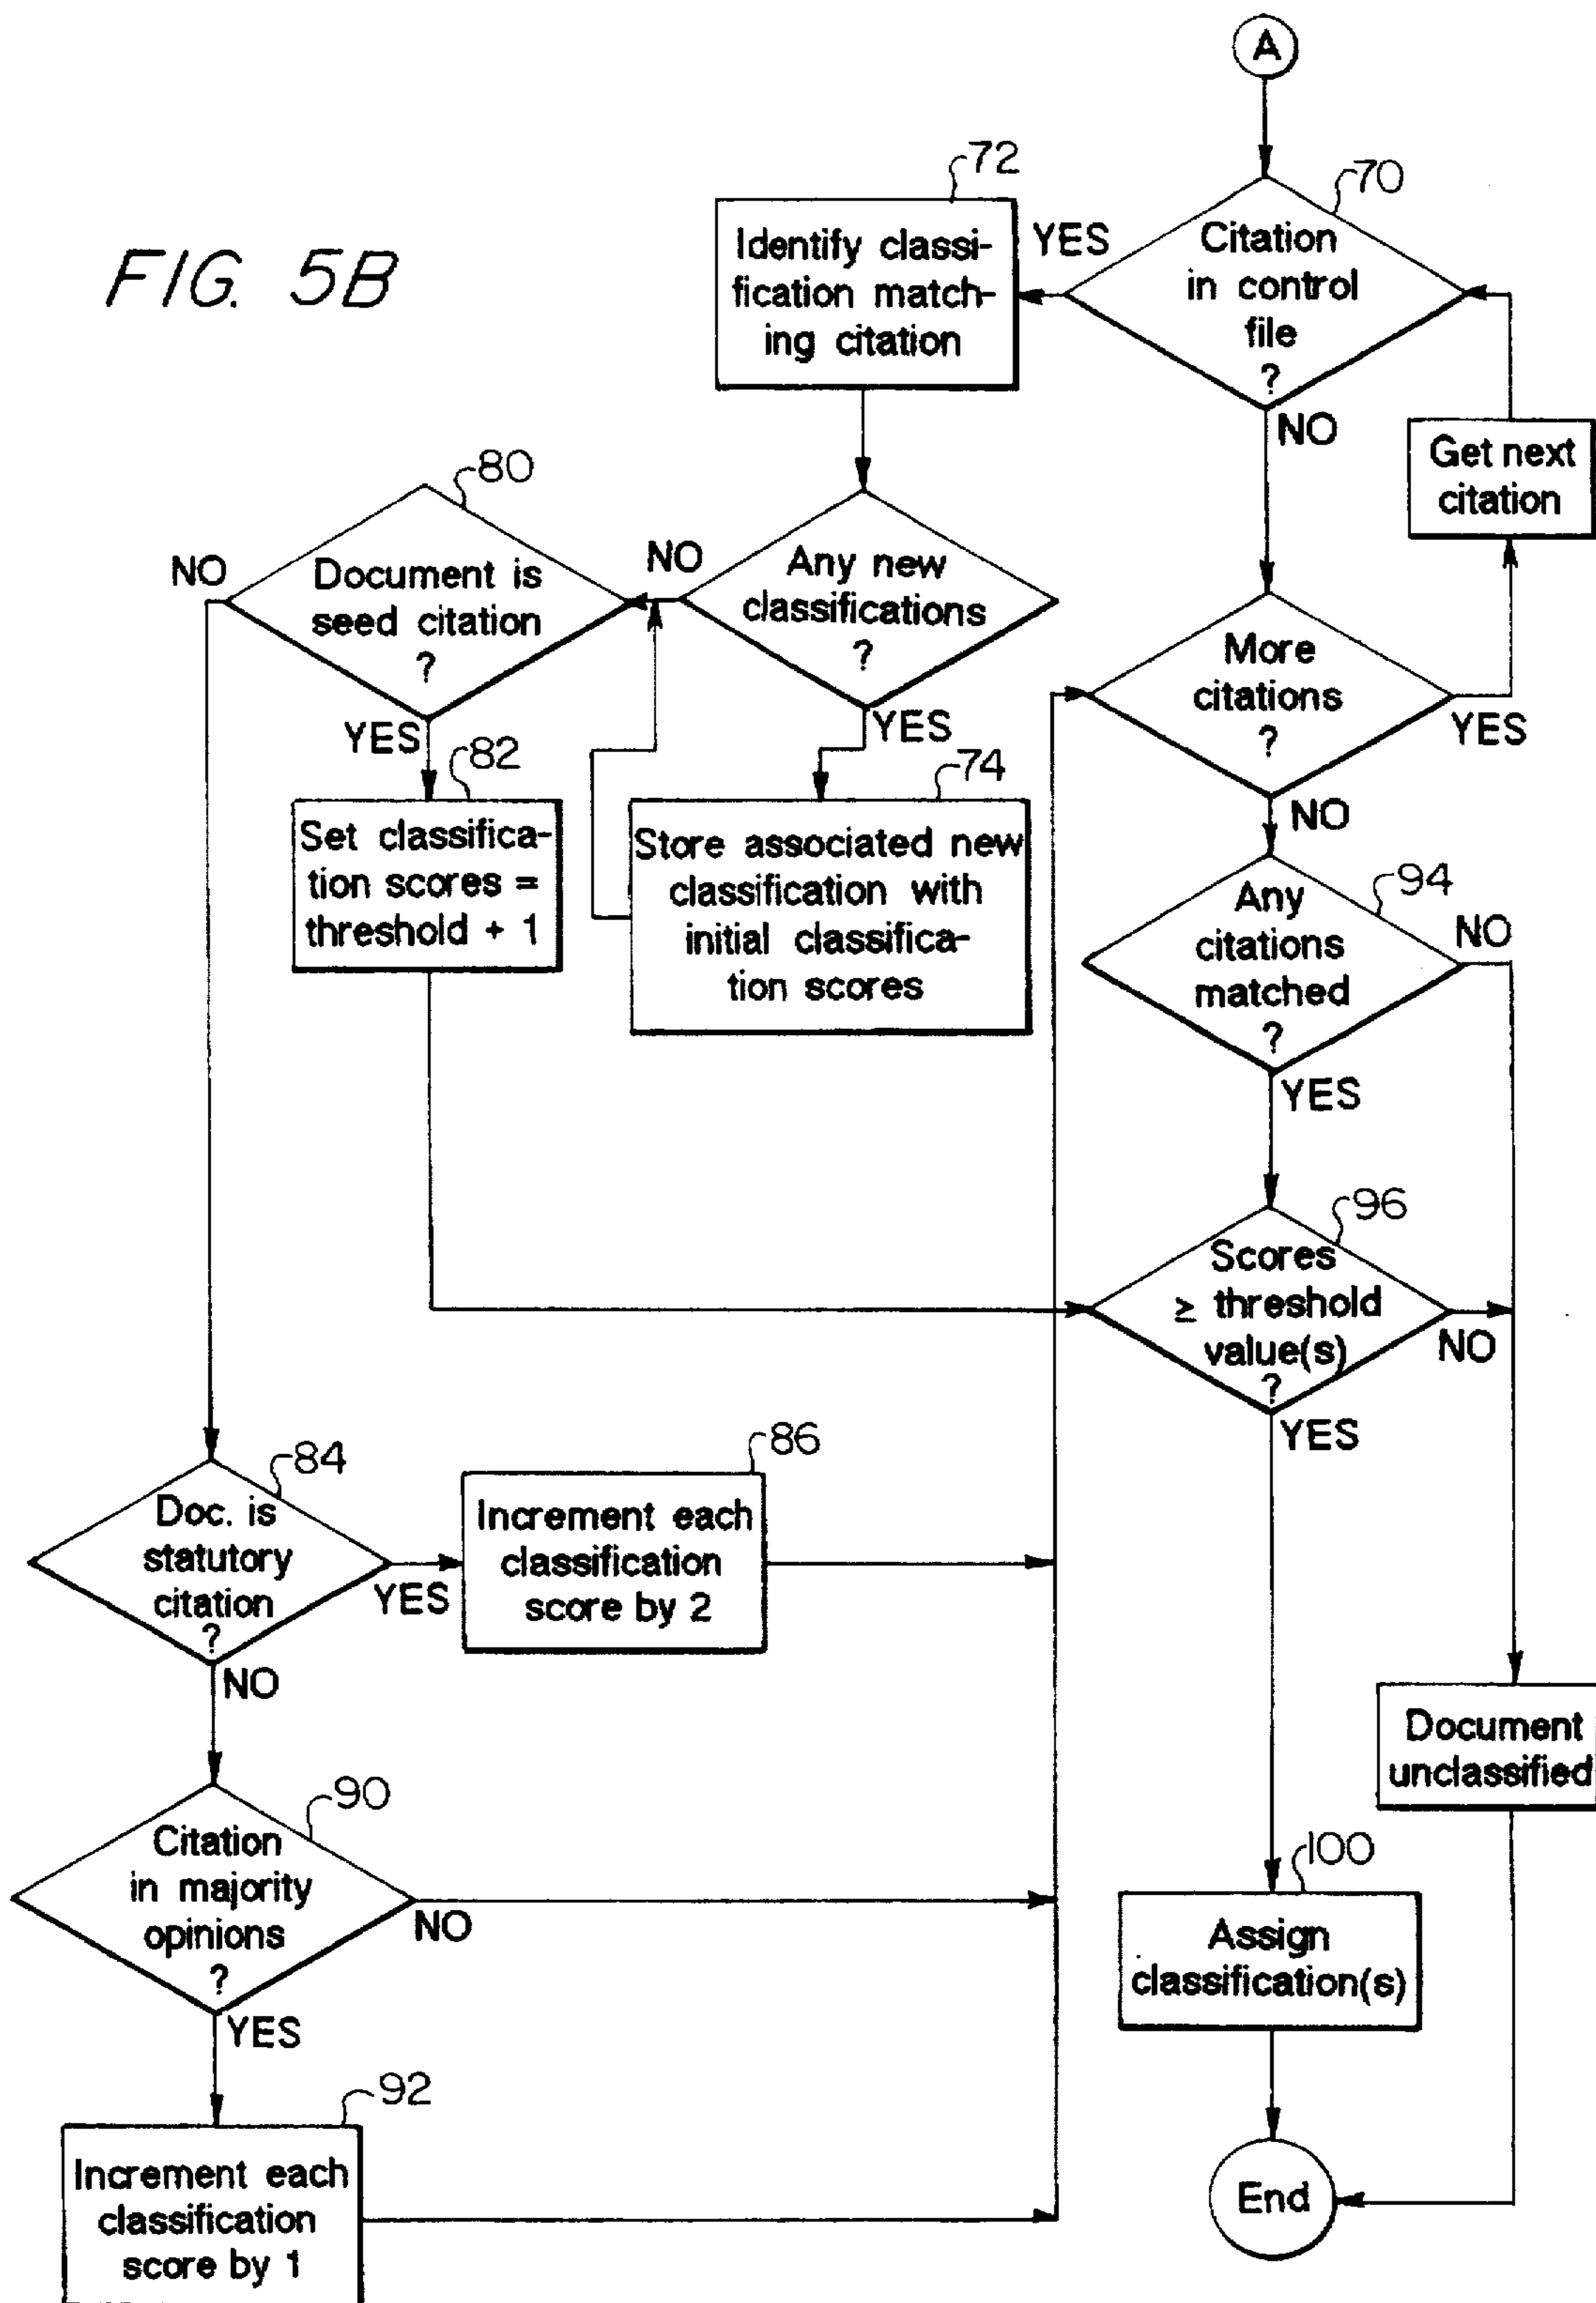 A
72
70
FIG. 5B
Identify classi-
fication match-
ing citation
YES
Citation
in control
file
?
NO
Get next
citation
80
NO
Document is
seed citation
?
YES
NO
Any new
classifications
?
YES
More
citations
?
YES
NO
82
Set classifica-
tion scores =
threshold + 1
74
Store associated new
classification with
initial classifica-
tion scores
94
Any
citations
matched
?
NO
YES
96
Scores
≥ threshold
value(s)
?
NO
YES
84
Doc. is
statutory
citation
?
YES
NO
86
Increment each
classification
score by 2
Document
unclassified
90
Citation
in majority
opinions
?
NO
YES
100
Assign
classification(s)
92
Increment each
classification
score by 1
End